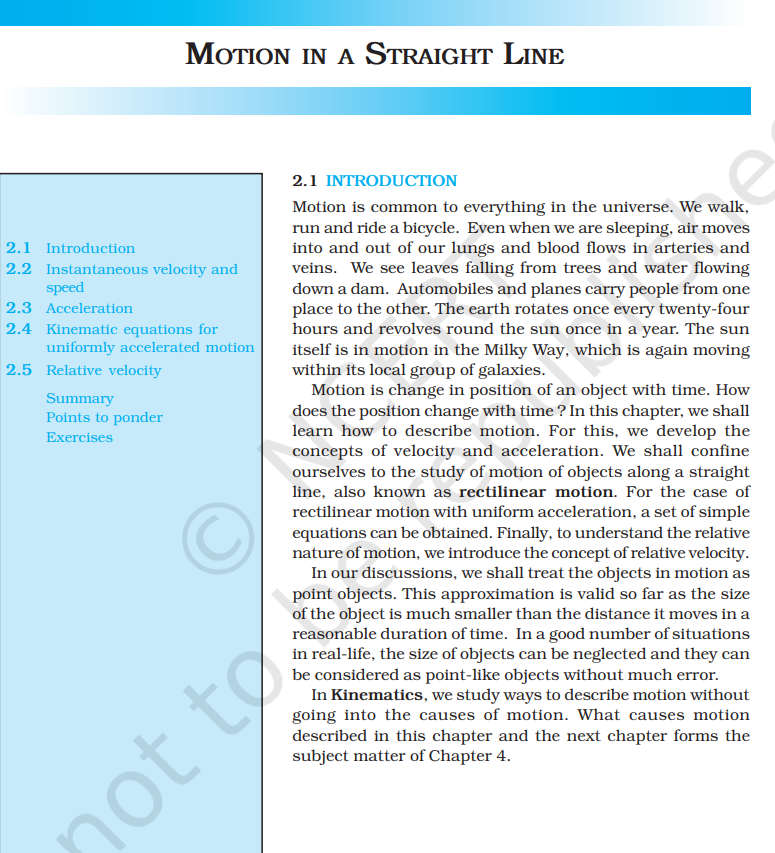 MOTION IN A STRAIGHT LINE
2.1 Introduction
2.2 Instantaneous velocity and
speed
2.3 Acceleration
2.4 Kinematic equations for
uniformly accelerated motion
2.5 Relative velocity
Summary
Points to ponder
Exercises
2.1 INTRODUCTION
Motion is common to everything in the universe. We walk,
run and ride a bicycle. Even when we are sleeping, air moves
into and out of our lungs and blood flows in arteries and
veins. We see leaves falling from trees and water flowing
down a dam. Automobiles and planes carry people from one
place to the other. The earth rotates once every twenty-four
hours and revolves round the sun once in a year. The sun
itself is in motion in the Milky Way, which is again moving
within its local group of galaxies.
Motion is change in position of an object with time. How
does the position change with time ? In this chapter, we shall
learn how to describe motion. For this, we develop the
concepts of velocity and acceleration. We shall confine
ourselves to the study of motion of objects along a straight
line, also known as rectilinear motion. For the case of
rectilinear motion with uniform acceleration, a set of simple
equations can be obtained. Finally, to understand the relative
nature of motion, we introduce the concept of relative velocity.
In our discussions, we shall treat the objects in motion as
point objects. This approximation is valid so far as the size
of the object is much smaller than the distance it moves in a
reasonable duration of time. In a good number of situations
in real-life, the size of objects can be neglected and they can
be considered as point-like objects without much error.
In Kinematics, we study ways to describe motion without
going into the causes of motion. What causes motion
described in this chapter and the next chapter forms the
subject matter of Chapter 4.
© NCERT
not to be republishe